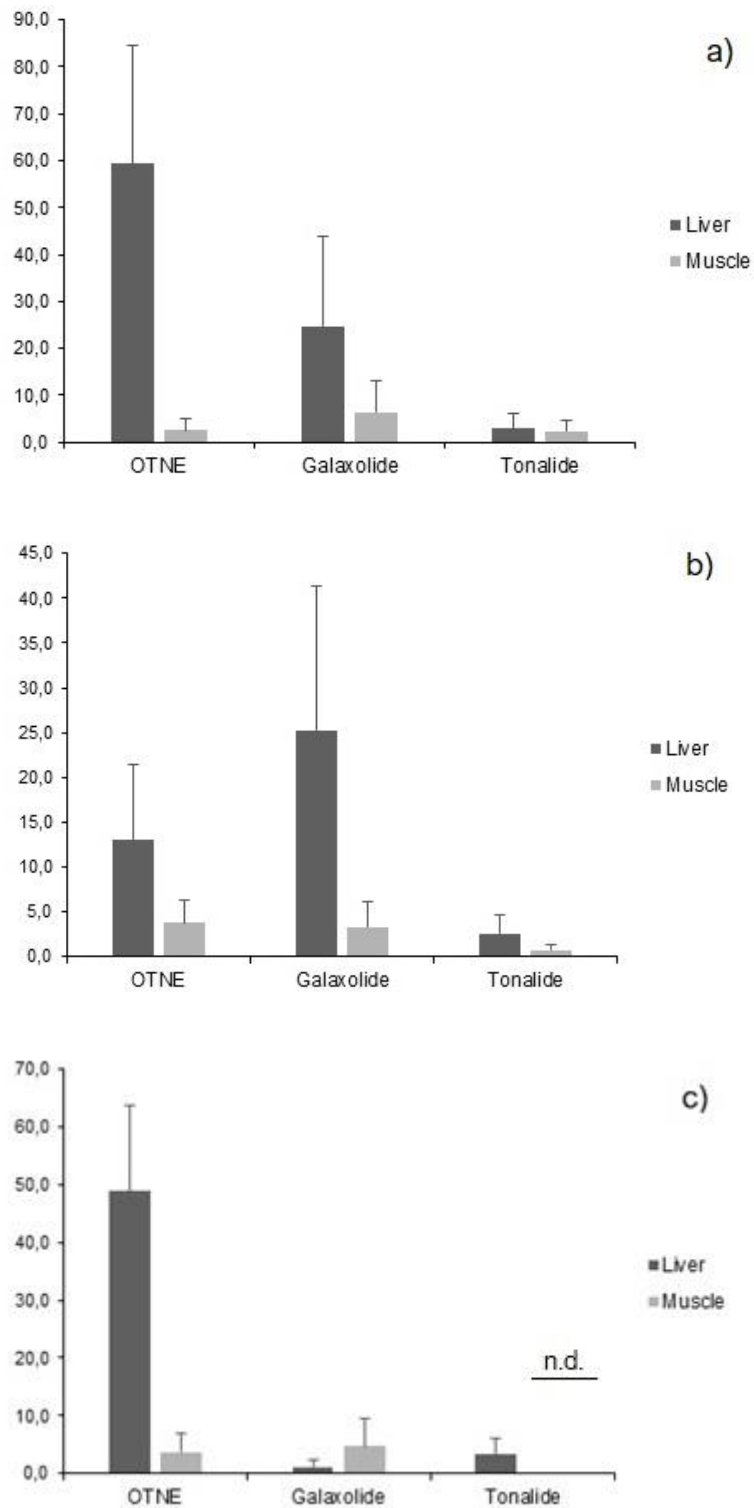 90,0
80,0
70,0
60,0
50,0
40,0
30,0
20,0
10,0
0,0
OTNE Galaxolide Tonalide
a)
Liver
Muscle
45,0
40,0
35,0
30,0
25,0
20,0
15,0
10,0
5,0
0,0
OTNE Galaxolide Tonalide
b)
Liver
Muscle
70,0
60,0
50,0
40,0
30,0
20,0
10,0
0,0
OTNE Galaxolide Tonalide
c)
Liver
Muscle
n.d.